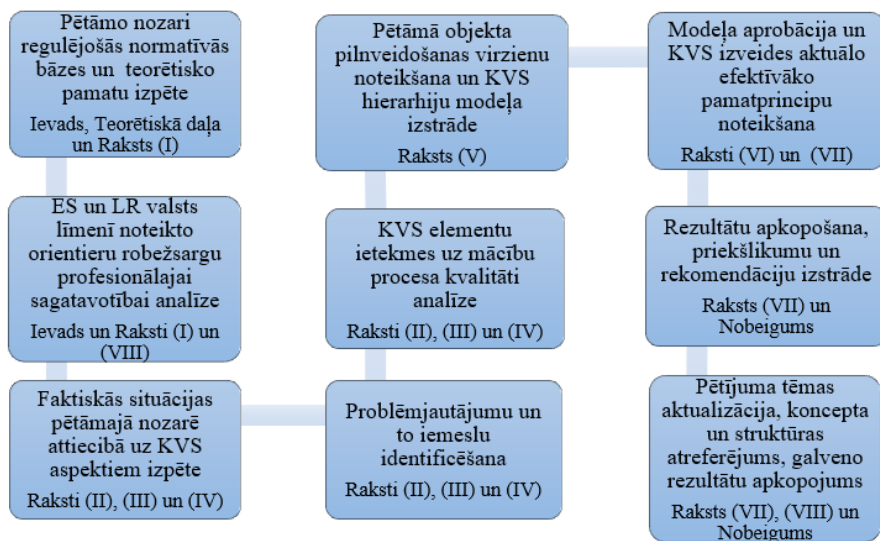 Pētāmo nozari
regulējošās normatīvās
bāzes un teorētisko
pamatu izpēte
Ievads, Teorētiskā daļa
un Raksts (I)
ES un LR valsts
līmenī noteikto
orientieru robežsargu
profesionālajai
sagatavotībai analīze
Ievads un Raksti (I) un
(VIII)
Faktiskās situācijas
pētāmajā nozarē
attiecībā uz KVS
aspektiem izpēte
Raksti (II), (III) un (IV)
Problēmjautājumu un
to iemeslu
identificēšana
Raksti (II), (III) un (IV)
KVS elementu
ietekmes uz mācību
procesa kvalitāti
analīze
Raksti (II), (III) un (IV)
Pētāmā objekta
pilnveidošanas virzienu
noteikšana un KVS
hierarhiju modeļa
izstrāde
Raksts (V)
Modeļa aprobācija un
KVS izveides aktuālo
efektīvāko
pamatprincipu
noteikšana
Raksti (VI) un (VII)
Rezultātu apkopošana,
priekšlikumu un
rekomendāciju izstrāde
Raksts (VII) un
Nobeigums
Pētījuma tēmas
aktualizācija, koncepta
un struktūras
atreferējums, galveno
rezultātu apkopojums
Raksts (VII), (VIII) un
Nobeigums